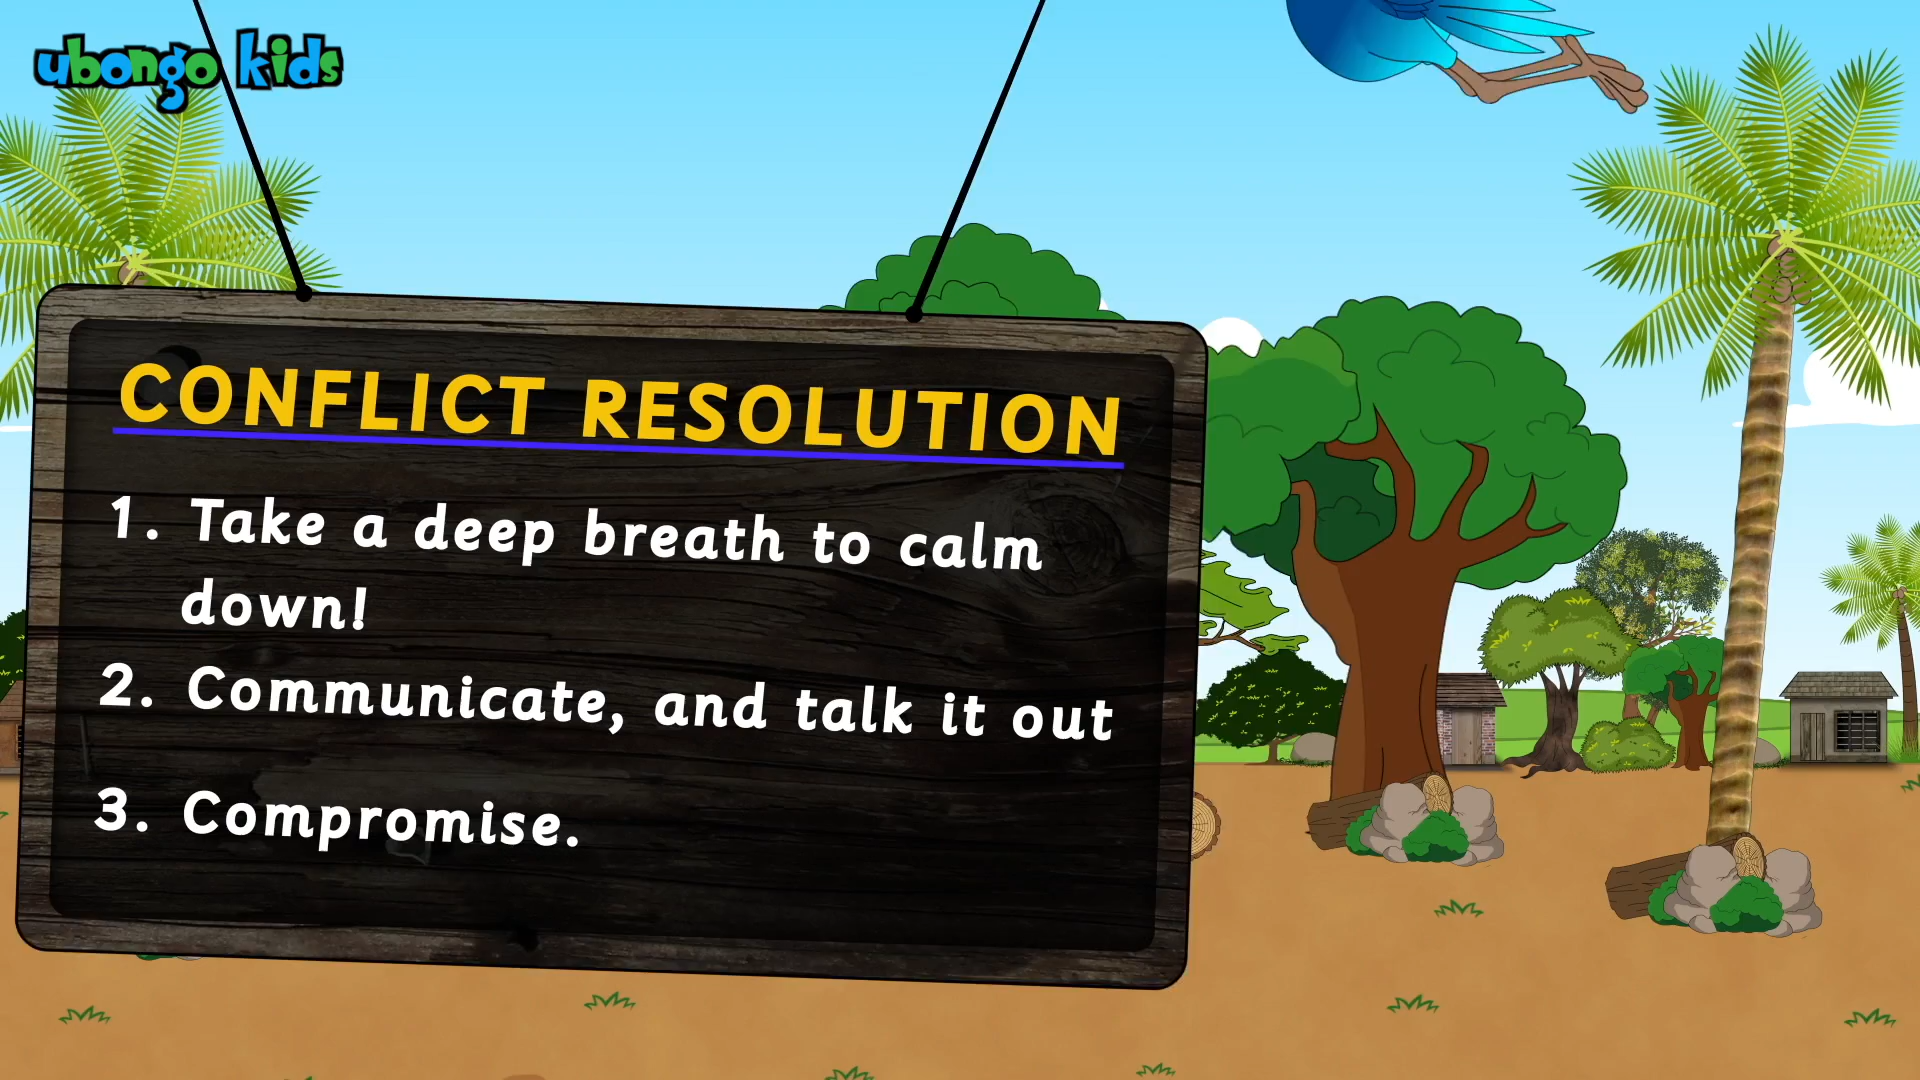 ubongo kids
CONFLICT RESOLUTION
1. Take a deep breath to calm
down!
2. Communicate, and talk it out
3. Compromise.